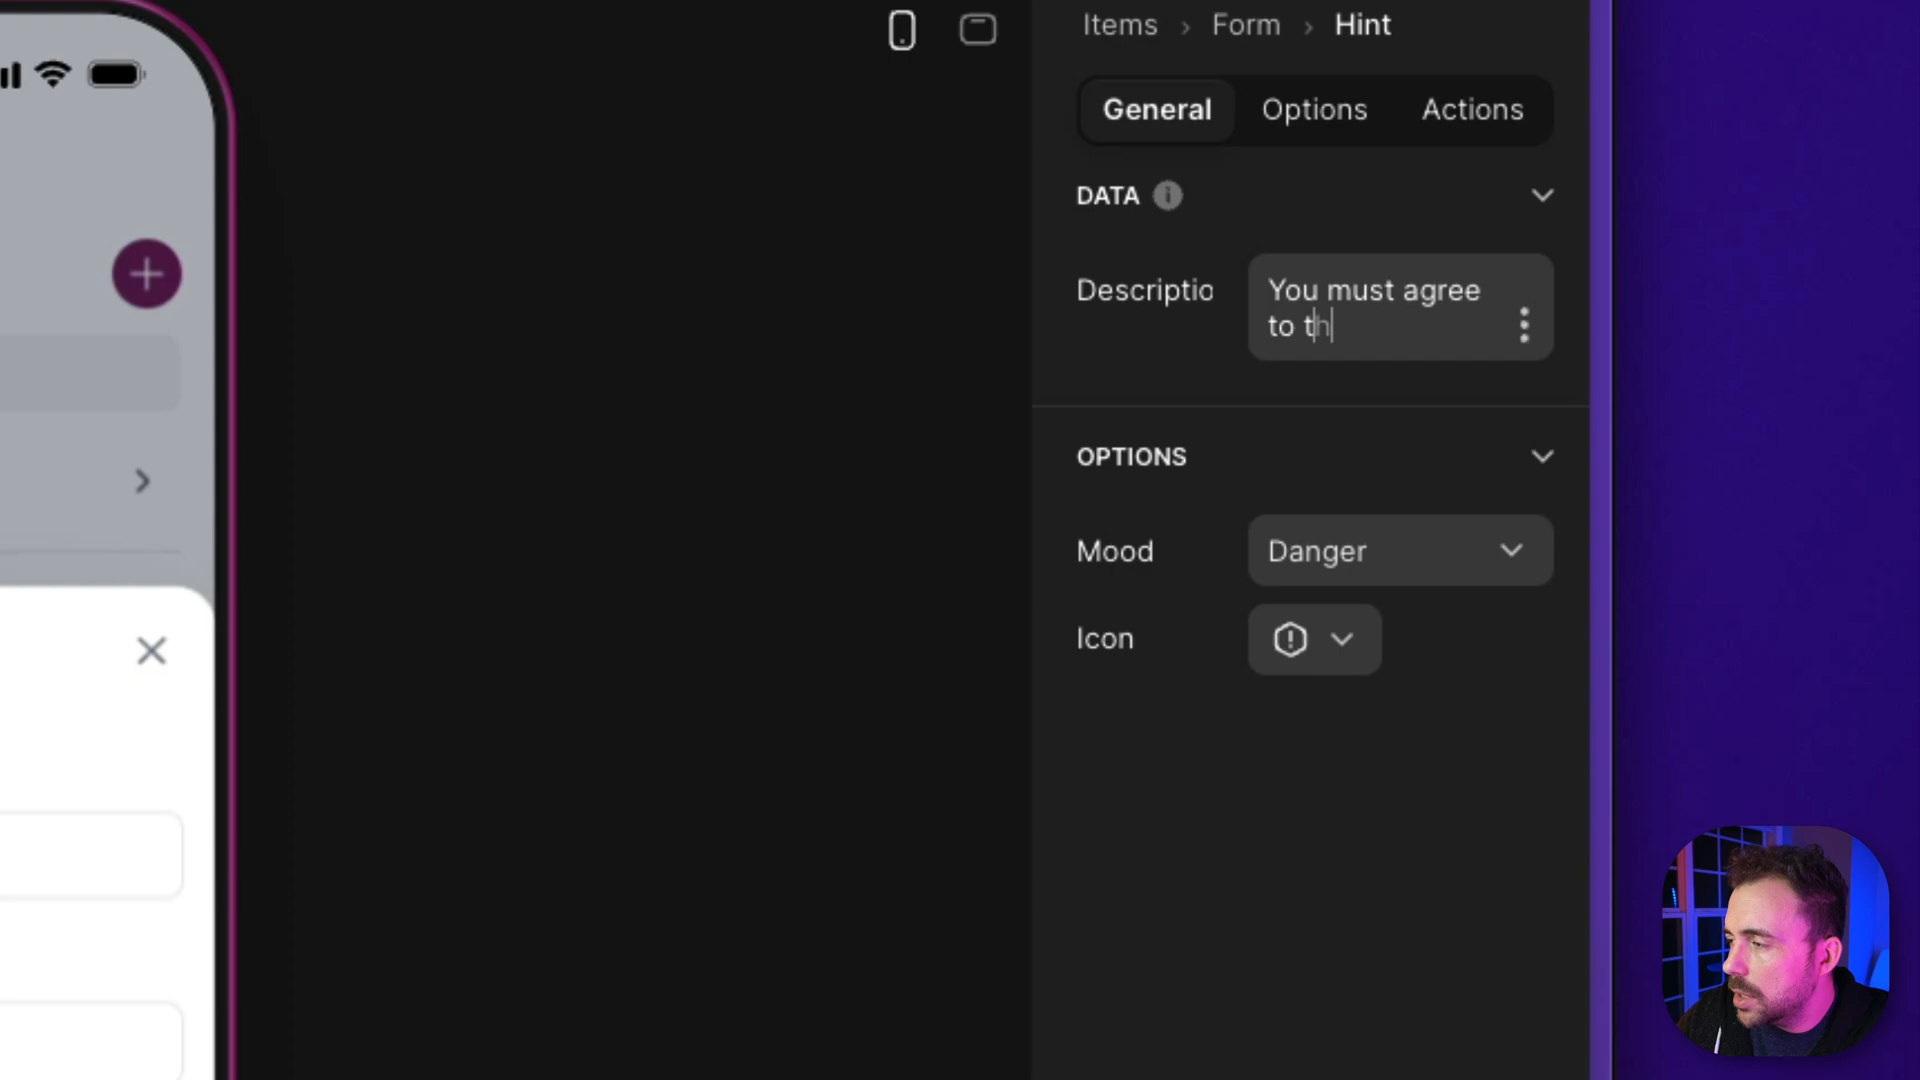 Items › Form › Hint
General Options Actions
DATA
Descriptio
You must agree
to th
OPTIONS
Mood
Danger
Icon